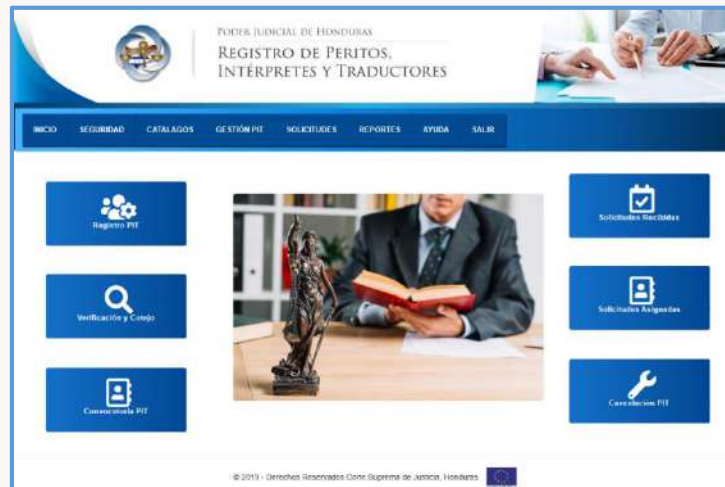 PODER JUDICIAL DE HONDURAS
REGISTRO DE PERITOS,
INTÉRPRETES Y TRADUCTORES
INICIO SEGURIDAD CATALAGOS GESTIÓN PIT SOLICITUDES REPORTES AYUDA SALIR
Registro PIT
Solicitudes Recibidas
Verificación y Cotejo
Solicitudes Asignadas
Convocatoria PIT
Cancelación PIT
© 2019 - Derechos Reservados Corte Suprema de Justicia, Honduras